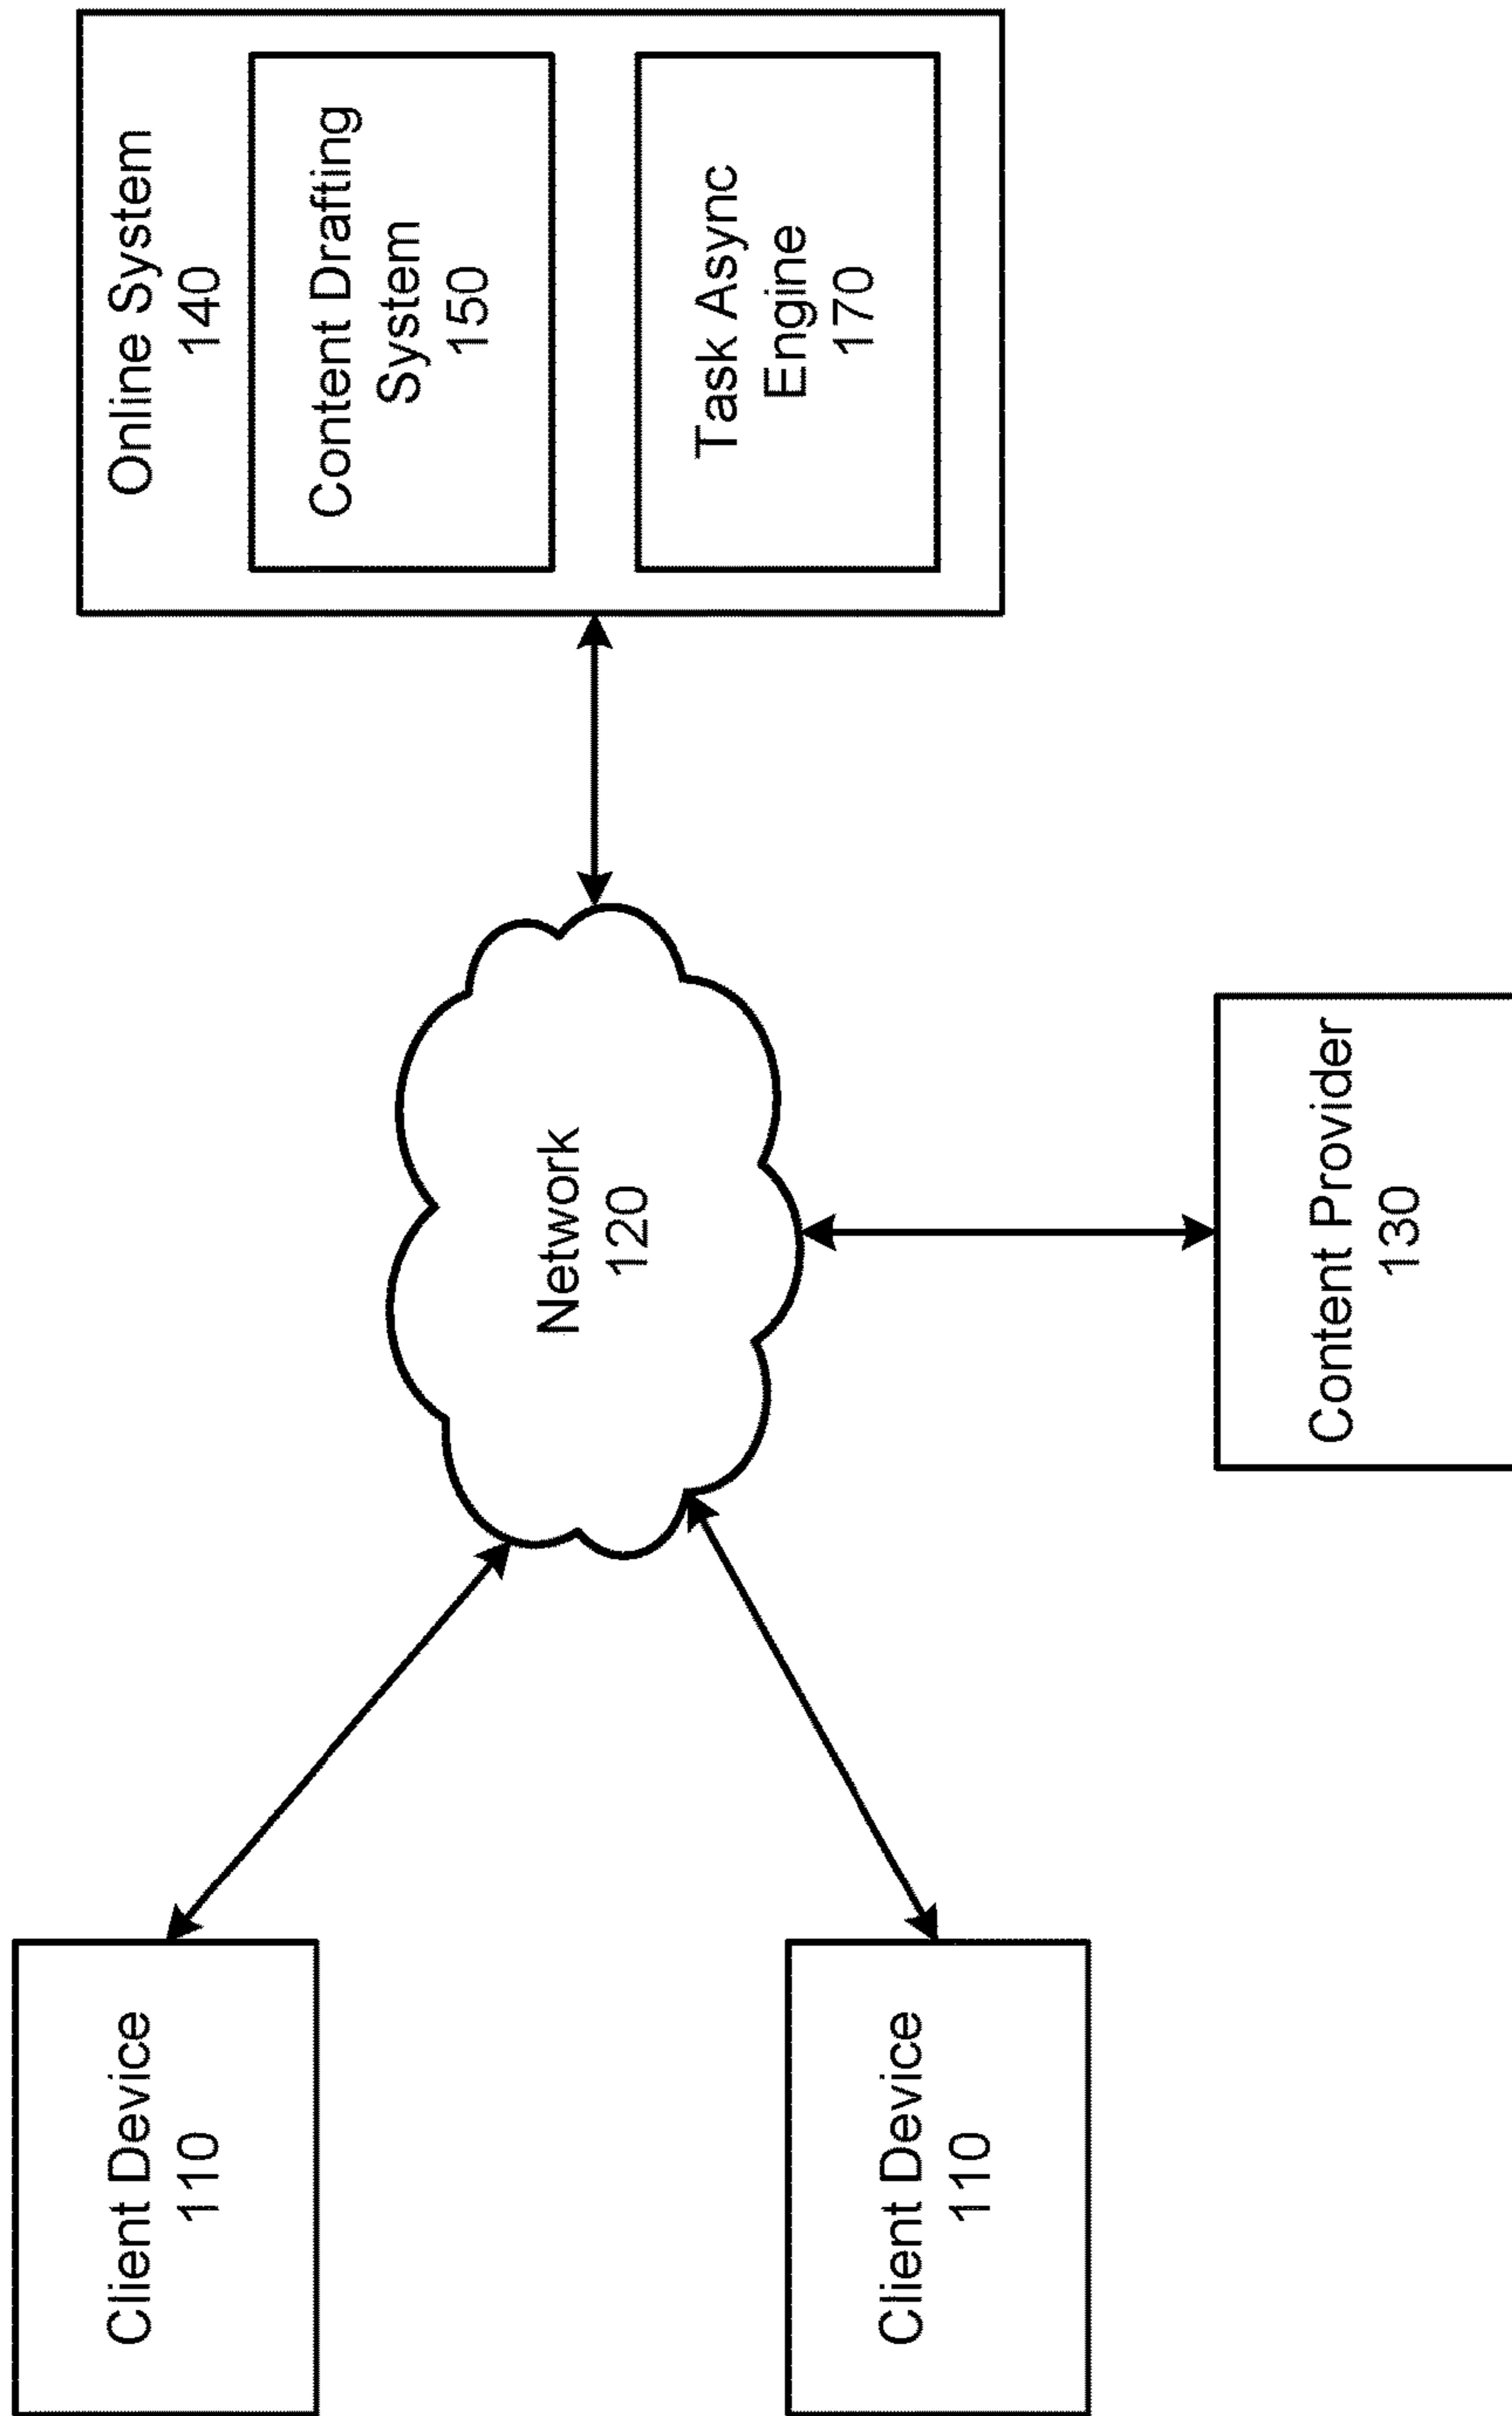 Client Device
110
Client Device
110
Network
120
Content Provider
130
Online System
140
Content Drafting
System
150
Task Async
Engine
170